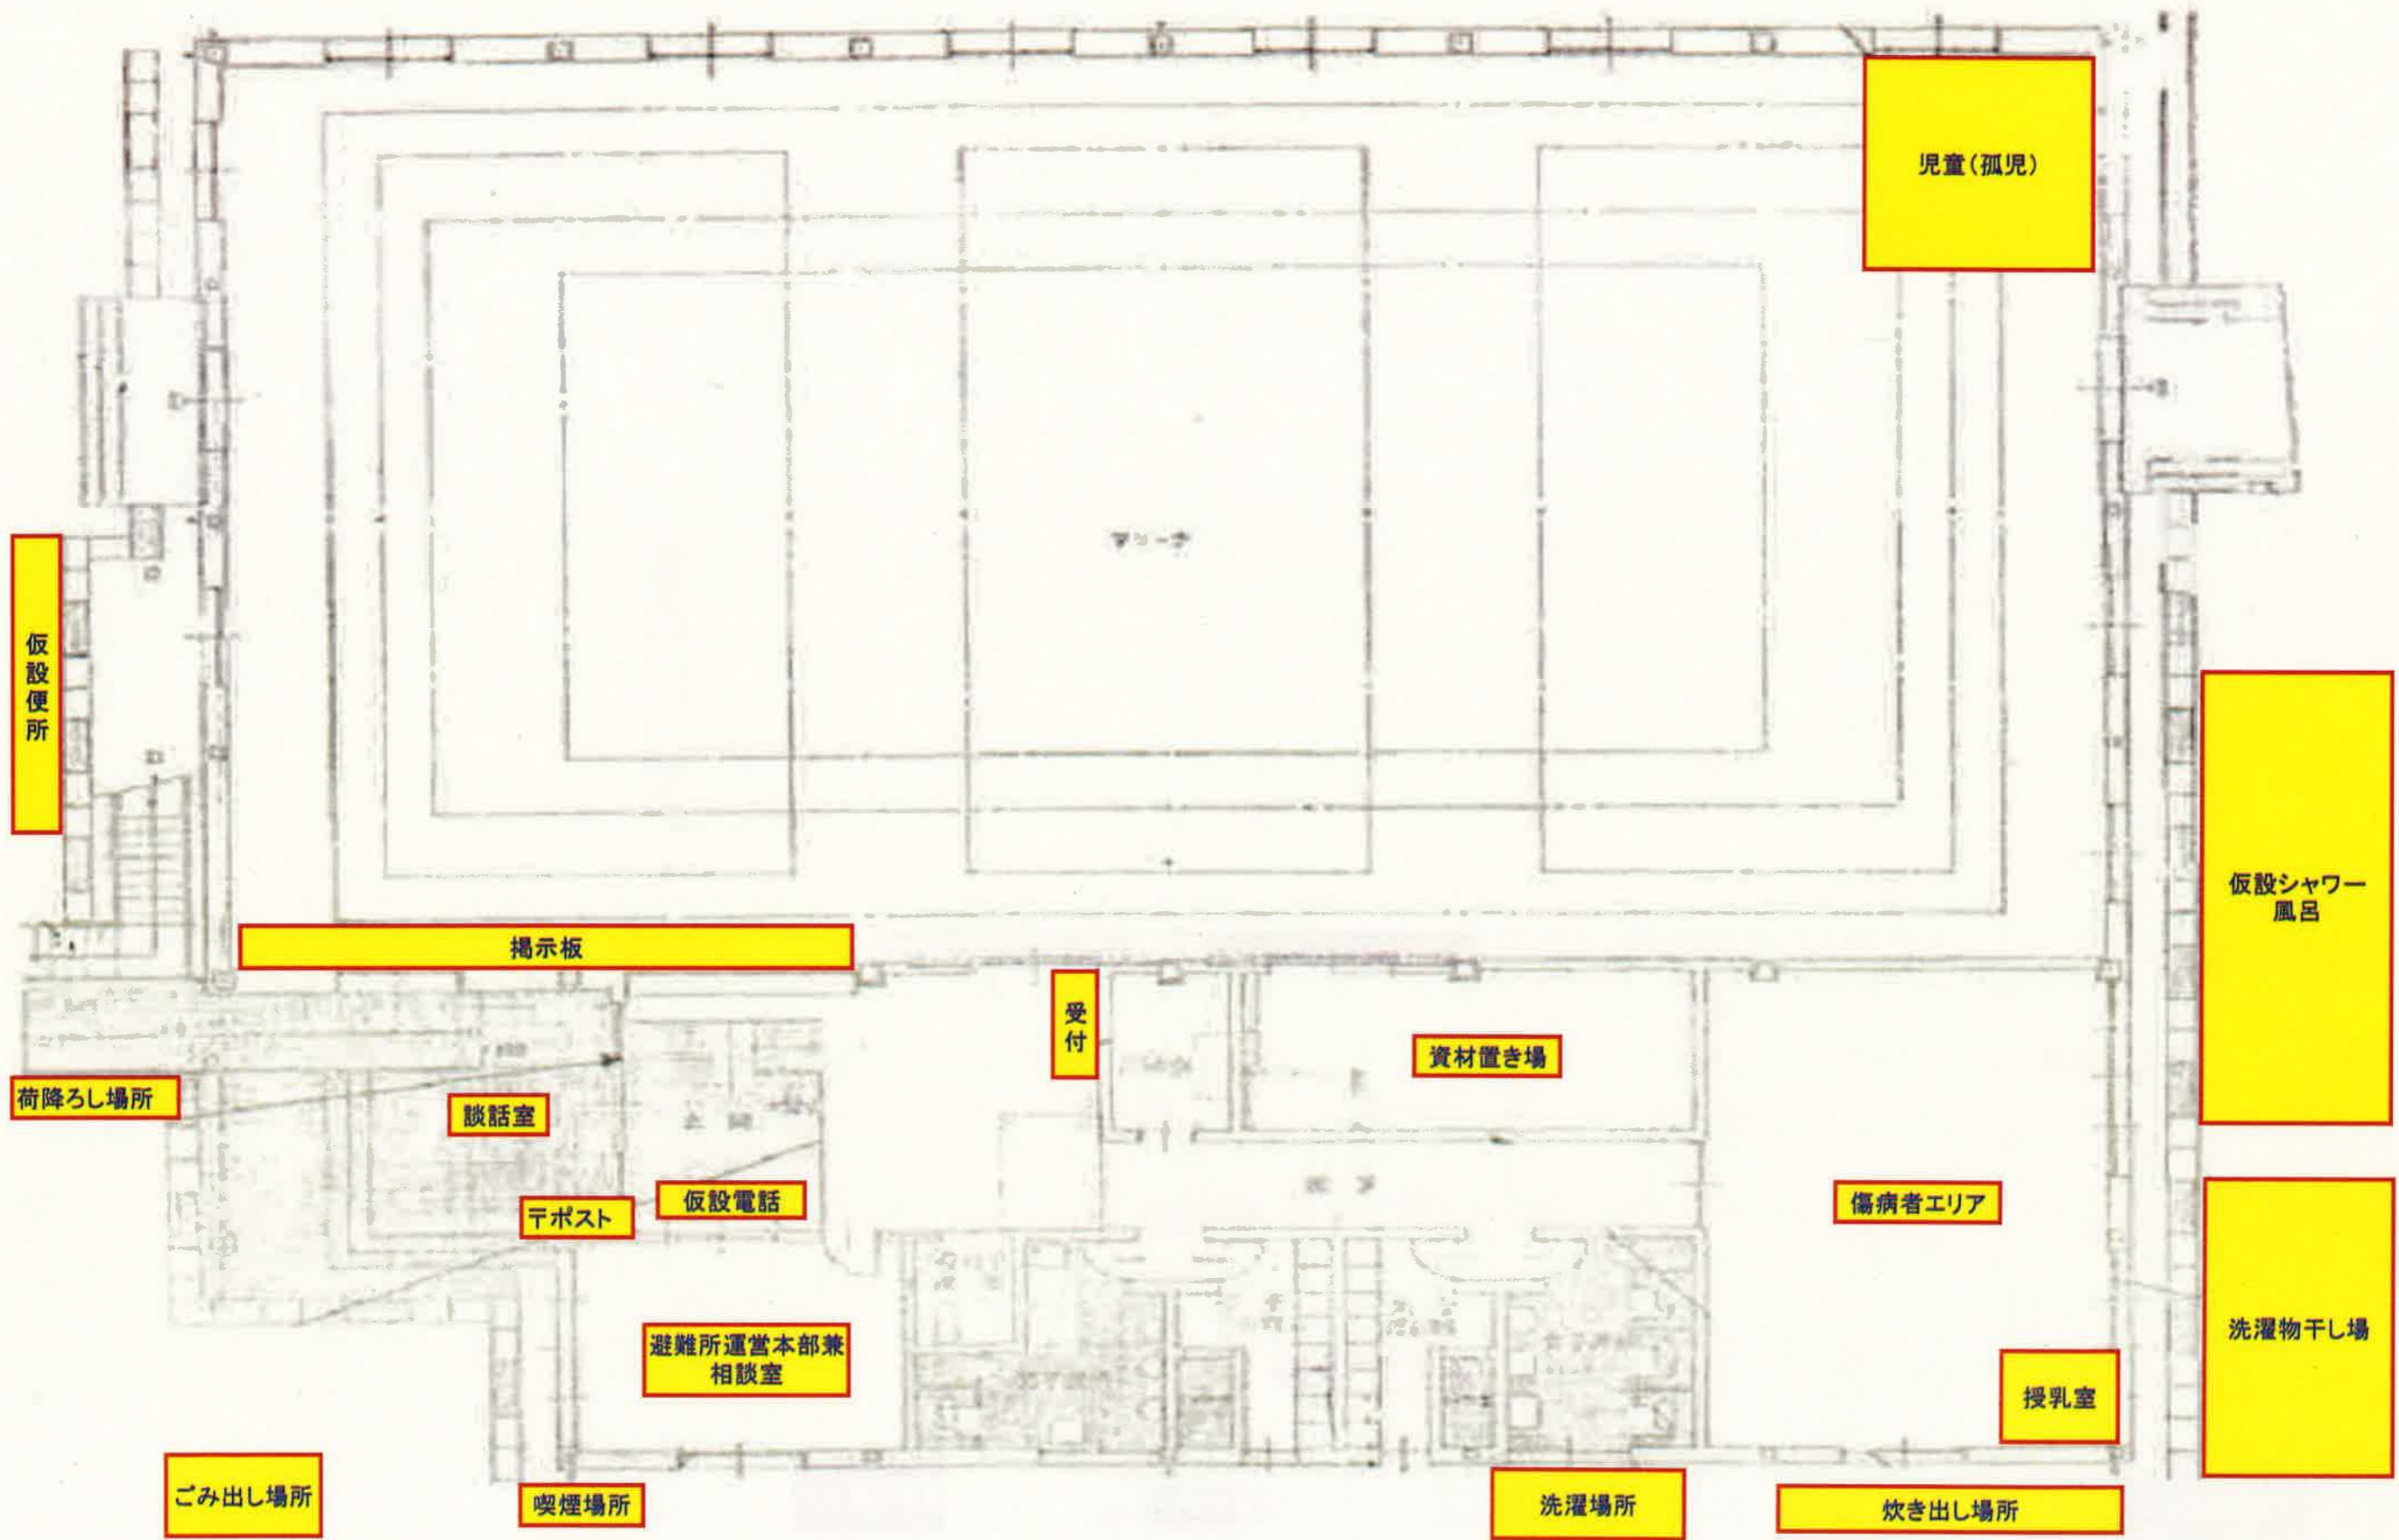 児童(孤児)
仮設便所
仮設シャワー
風呂
掲示板
受付
資材置き場
荷降ろし場所
談話室
仮設電話
〒ポスト
傷病者エリア
避難所運営本部兼
相談室
洗濯物干し場
授乳室
ごみ出し場所
喫煙場所
洗濯場所
炊き出し場所